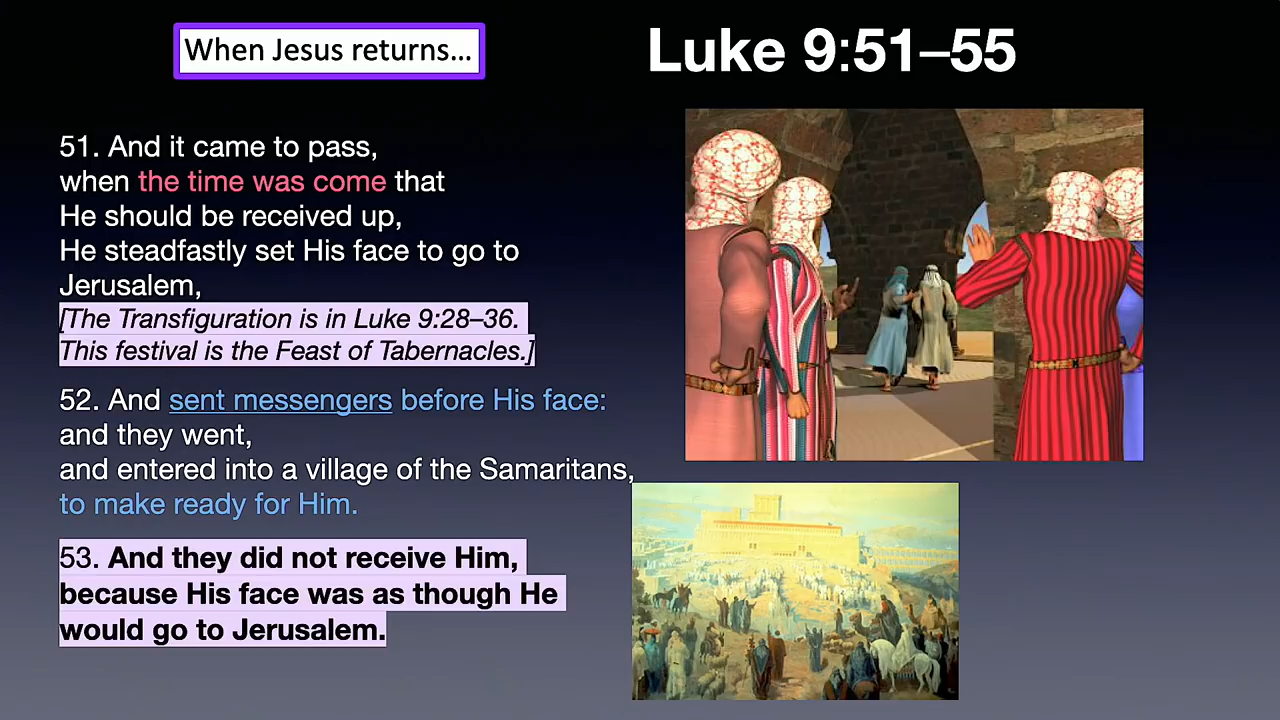 When Jesus returns...
Luke 9:51–55
51. And it came to pass,
when the time was come that
He should be received up,
He steadfastly set His face to go to
Jerusalem,
[The Transfiguration is in Luke 9:28–36.
This festival is the Feast of Tabernacles.]
52. And sent messengers before His face:
and they went,
and entered into a village of the Samaritans,
to make ready for Him.
53. And they did not receive Him,
because His face was as though He
would go to Jerusalem.